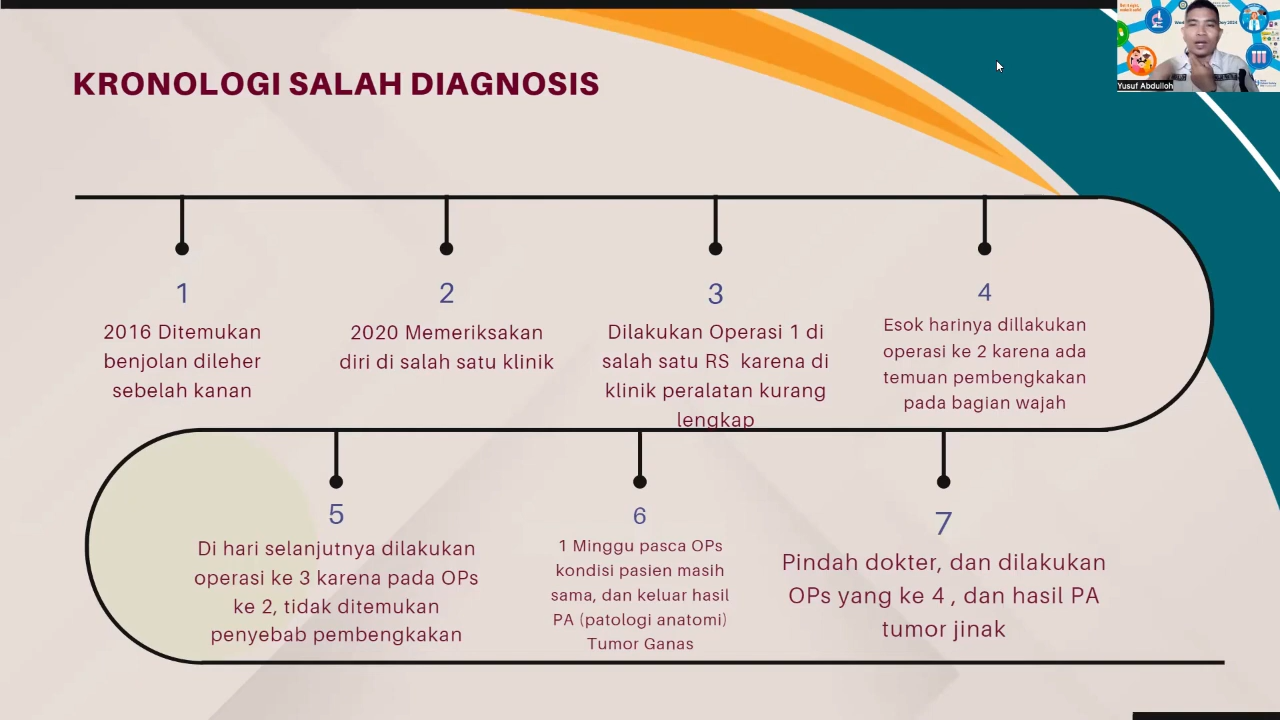 KRONOLOGI SALAH DIAGNOSIS
Yusuf Abdulloh
1
2016 Ditemukan
benjolan dileher
sebelah kanan
2
2020 Memeriksakan
diri di salah satu klinik
3
Dilakukan Operasi 1 di
salah satu RS karena di
klinik peralatan kurang
lengkap
4
Esok harinya dillakukan
operasi ke 2 karena ada
temuan pembengkakan
pada bagian wajah
5
Di hari selanjutnya dilakukan
operasi ke 3 karena pada OPs
ke 2, tidak ditemukan
penyebab pembengkakan
6
1 Minggu pasca OPs
kondisi pasien masih
sama, dan keluar hasil
PA (patologi anatomi)
Tumor Ganas
7
Pindah dokter, dan dilakukan
OPs yang ke 4 , dan hasil PA
tumor jinak